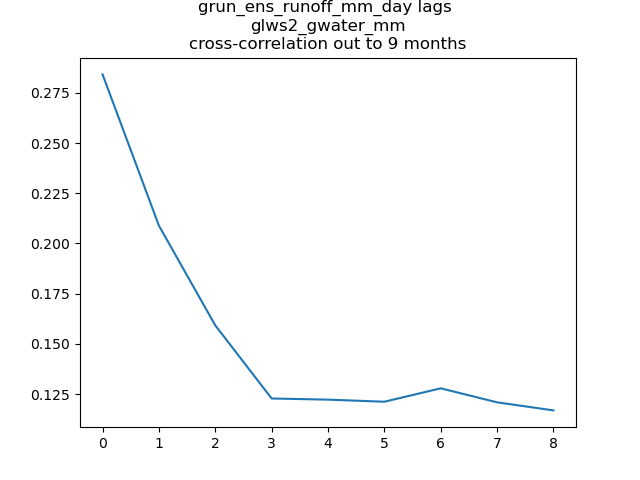 grun_ens_runoff_mm_day lags
glws2_gwater_mm
cross-correlation out to 9 months
0.275
0.250
0.225
0.200
0.175
0.150
0.125
0 1 2 3 4 5 6 7 8